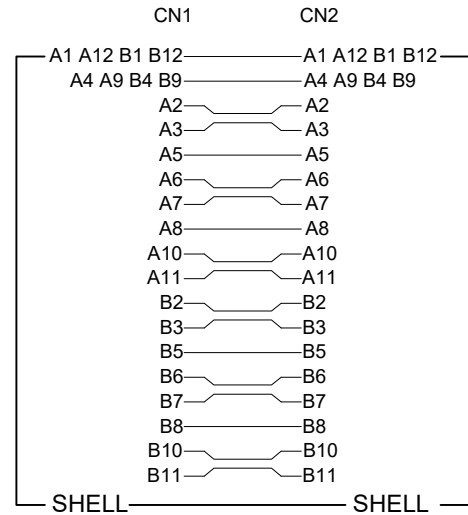 CN1 CN2
A1 A12 B1 B12 A1 A12 B1 B12
A4 A9 B4 B9 A4 A9 B4 B9
A2 A2
A3 A3
A5 A5
A6 A6
A7 A7
A8 A8
A10 A10
A11 A11
B2 B2
B3 B3
B5 B5
B6 B6
B7 B7
B8 B8
B10 B10
B11 B11
SHELL SHELL